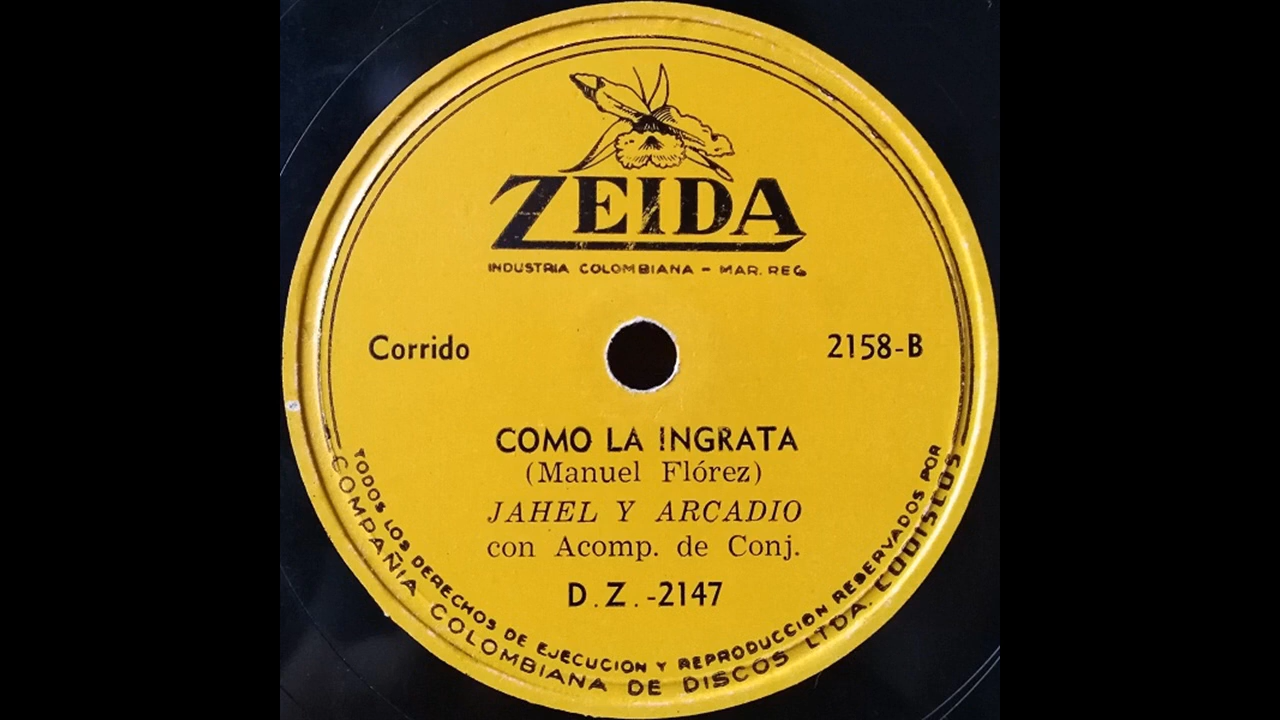 ZEIDA
INDUSTRIA COLOMBIANA - MAR. REG
Corrido
2158-B
COMO LA INGRATA
(Manuel Flórez)
JAHEL Y ARCADIO
con Acomp. de Conj.
D.Z.-2147
TODOS LOS DERECHOS DE EJECUCION Y REPRODUCCION RESERVADOS POR
COMPAÑIA COLOMBIANA DE DISCOS LTDA. CODISCOS